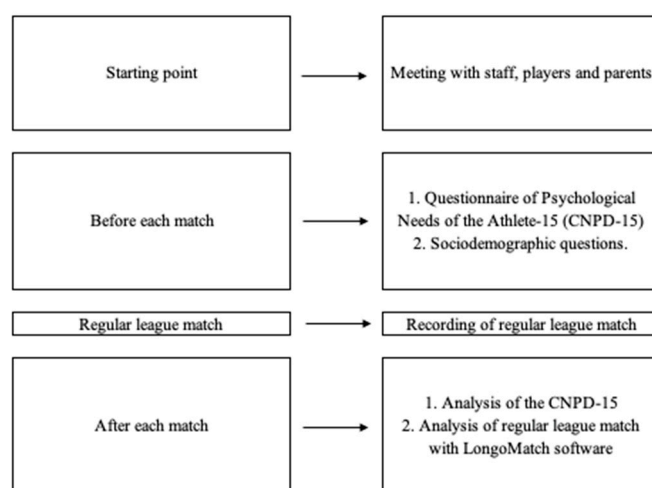 Starting point
Meeting with staff, players and parents
Before each match
1. Questionnaire of Psychological
Needs of the Athlete-15 (CNPD-15)
2. Sociodemographic questions.
Regular league match
Recording of regular league match
After each match
1. Analysis of the CNPD-15
2. Analysis of regular league match
with LongoMatch software